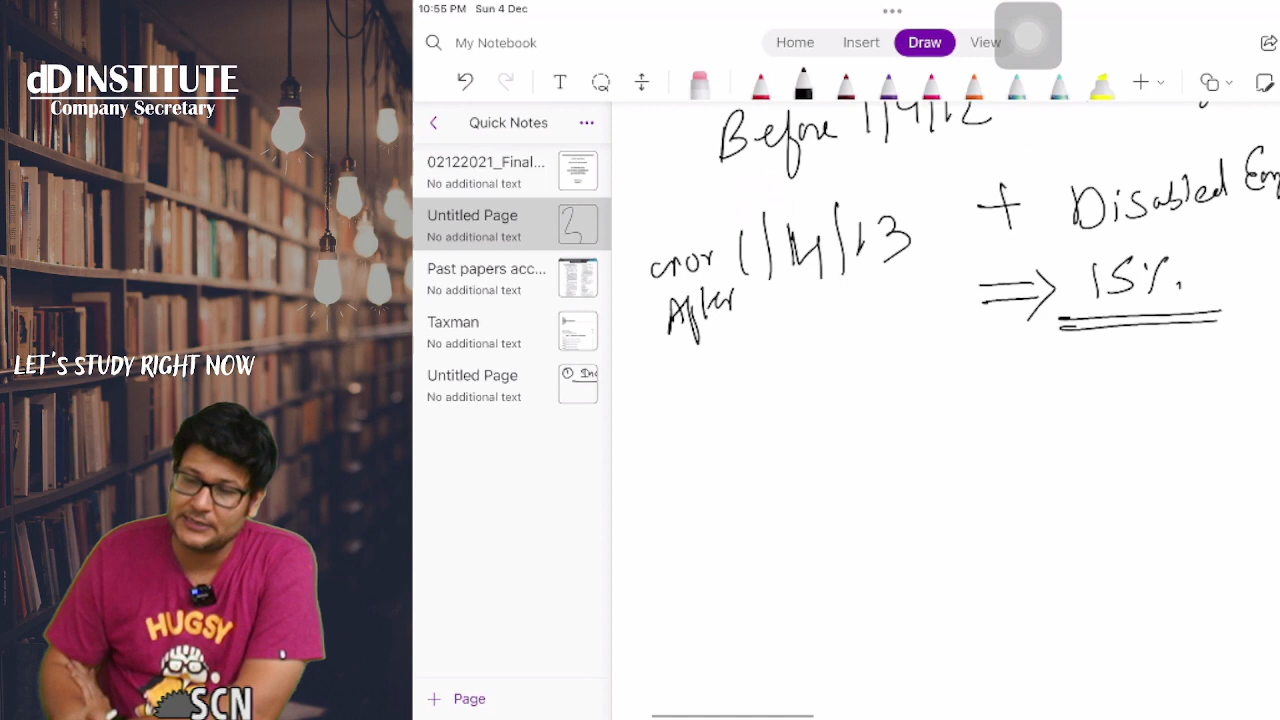 dD INSTITUTE
Company Secretary
LET'S STUDY RIGHT NOW
HUGSY
SCN
10:55 PM Sun 4 Dec
My Notebook
Home Insert Draw View
T
Quick Notes
02122021_Final...
No additional text
Untitled Page
No additional text
Past papers acc...
No additional text
Taxman
No additional text
Untitled Page
No additional text
+ Page
Before 1/4/12
+ Disabled Em
on or 1/4/13
After
⇒ 15%.